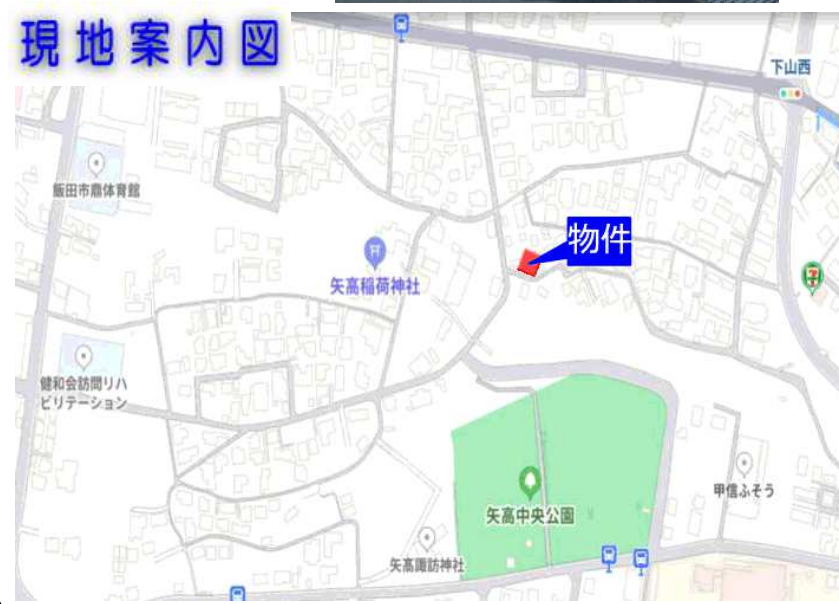 現地案内図
下山西
飯田市鼎体育館
物件
矢高稲荷神社
7
健和会訪問リハ
ビリテーション
矢高中央公園
甲信ふそう
矢高諏訪神社